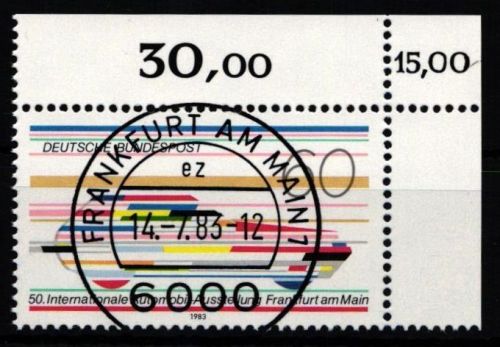 30,00
15,00
DEUTSCHE BUNDESPOST
60
FRANKFURT AM MAIN 1
ez
14.-7.83-12
6000
50. Internationale Automobil-Ausstellung Frankfurt am Main
1983